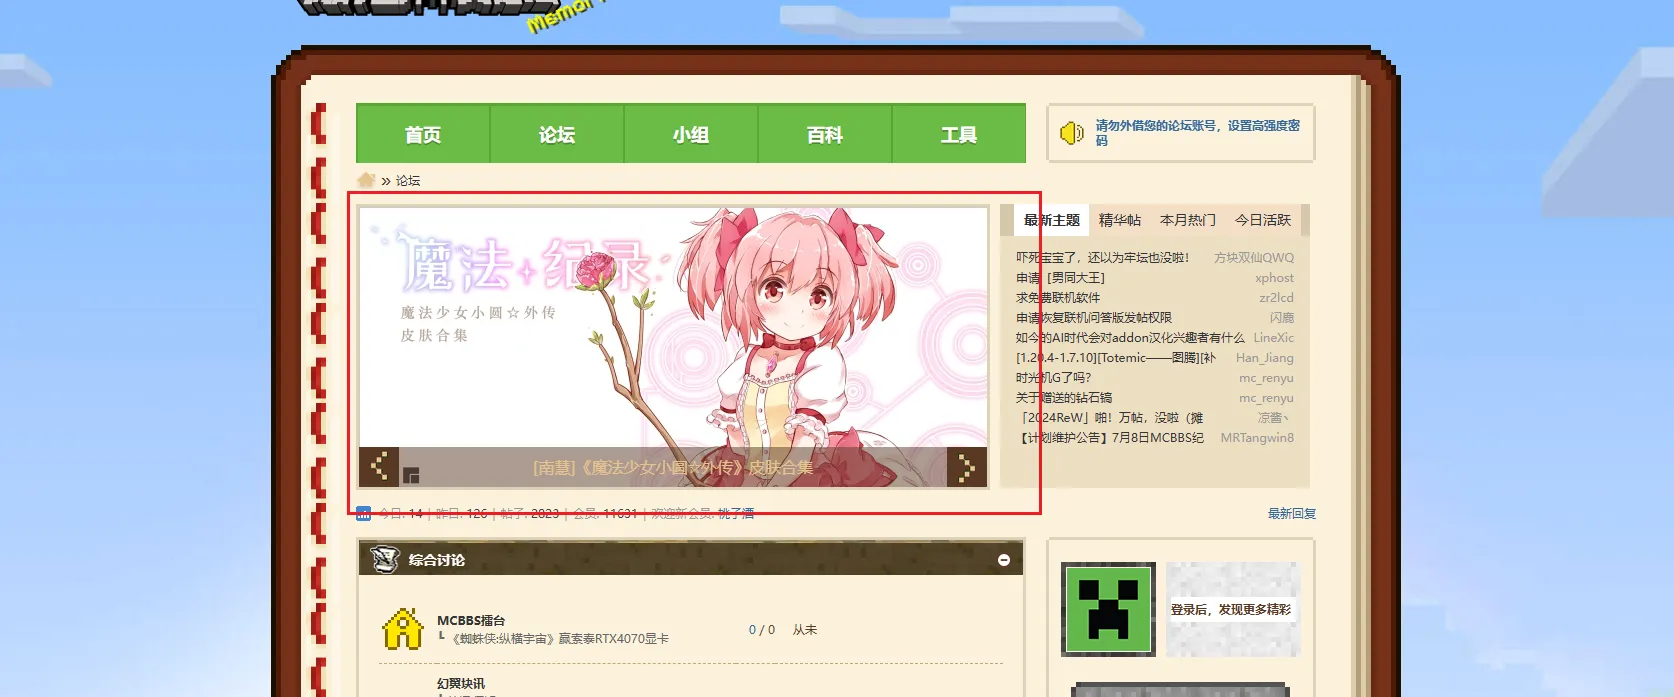 Memor
首页 论坛 小组 百科 工具
请勿外借您的论坛账号，设置高强度密
码
» 论坛
魔法纪录
魔法少女小圆☆外传
皮肤合集
[南慧]《魔法少女小圆☆外传》皮肤合集
最新主题 精华帖 本月热门 今日活跃
吓死宝宝了，还以为牢坛也没啦! 方块双仙QWQ
申请 [男同大王] xphost
求免费联机软件 zr2lcd
申请恢复联机问答版发帖权限 闪鹿
如今的AI时代会对addon汉化兴趣者有什么 LineXic
[1.20.4-1.7.10][Totemic——图腾][补 Han_Jiang
时光机G了吗? mc_renyu
关于赠送的钻石镐 mc_renyu
「2024ReW」啪！万帖，没啦（摊 凉酱丶
【计划维护公告】7月8日MCBBS纪 MRTangwin8
今日: 14 | 昨日: 126 | 帖子: 2823 | 会员: 11631 | 欢迎新会员: 桃子酒
最新回复
综合讨论
MCBBS擂台
┗ 《蜘蛛侠:纵横宇宙》赢索泰RTX4070显卡
0 / 0 从未
登录后，发现更多精彩
幻翼块讯